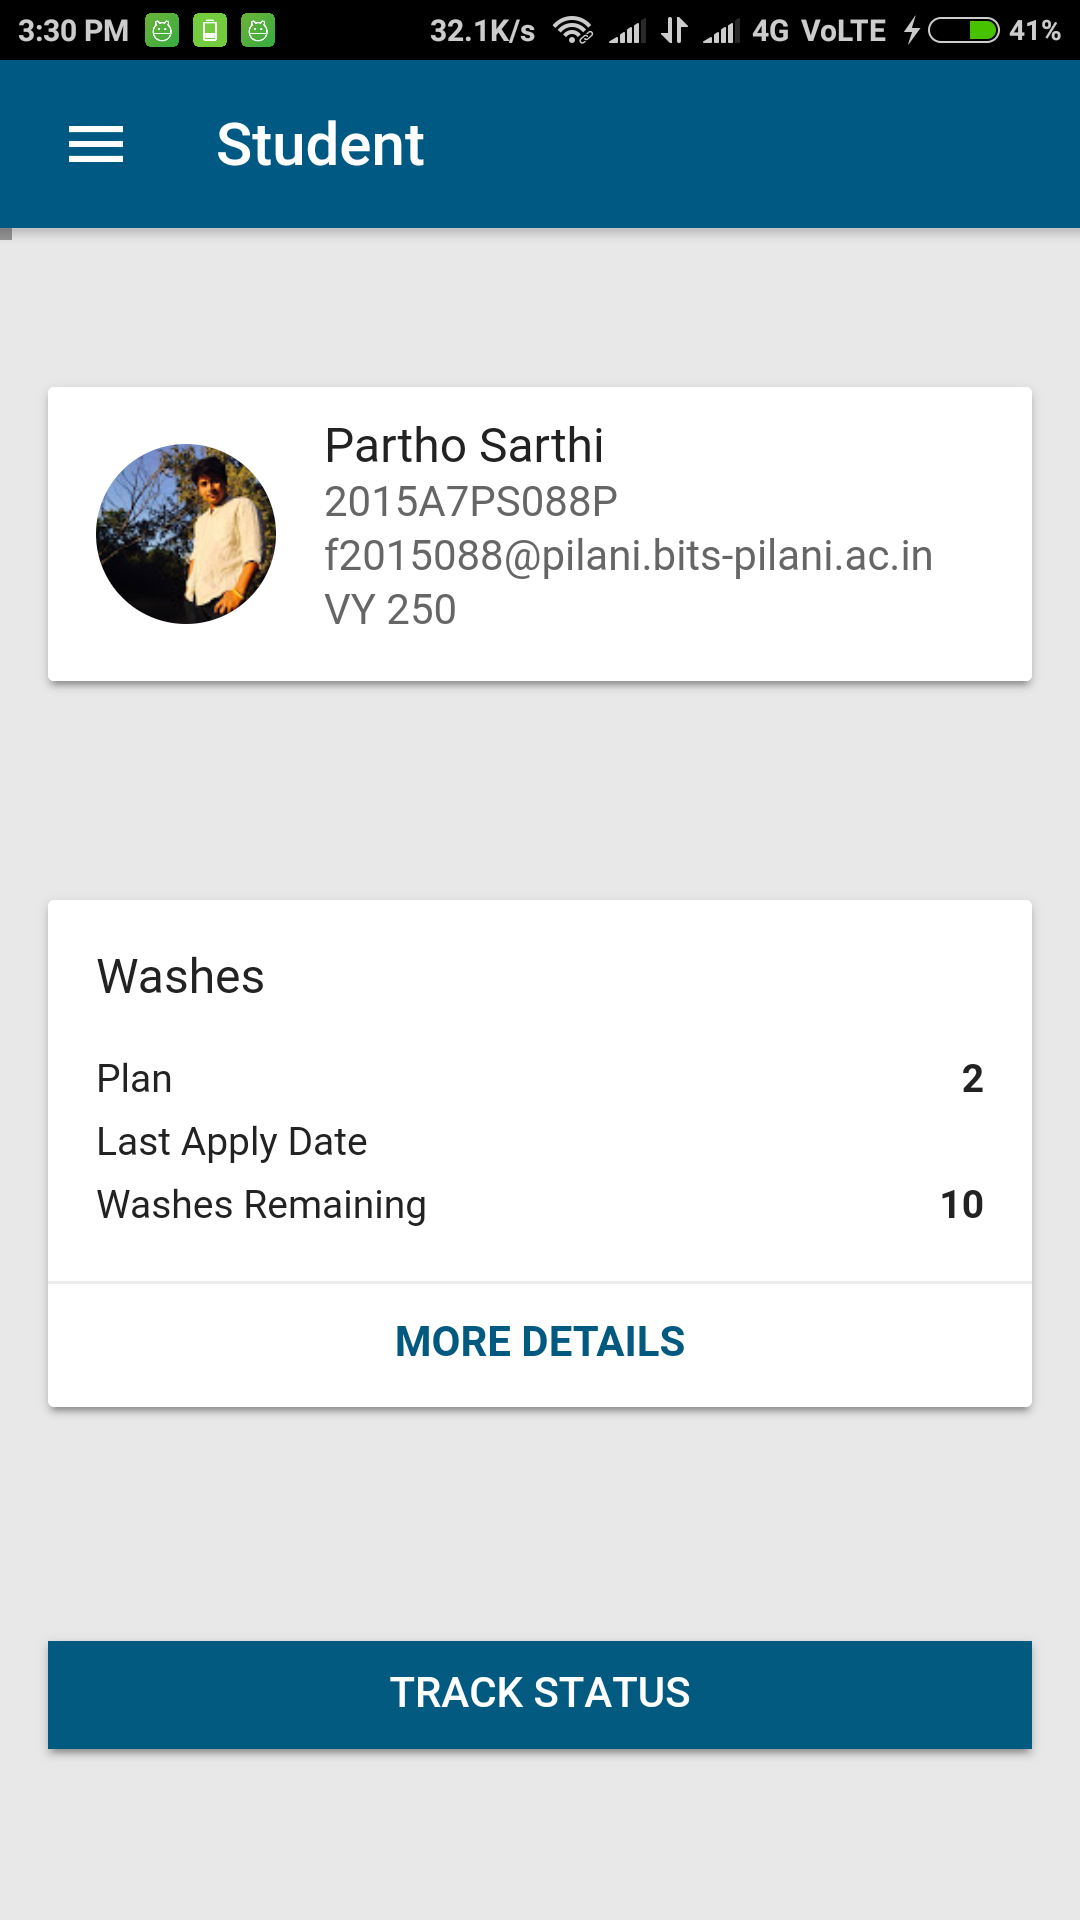 3:30 PM 32.1K/s 4G VoLTE 41%
Student
Partho Sarthi
2015A7PS088P
f2015088@pilani.bits-pilani.ac.in
VY 250
Washes
Plan 2
Last Apply Date
Washes Remaining 10
MORE DETAILS
TRACK STATUS